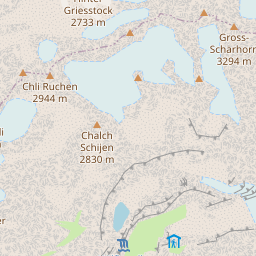 Hinter
Griesstock
2733 m
Gross-
Schärhorn
3294 m
Chli Ruchen
2944 m
Chalch
Schijen
2830 m